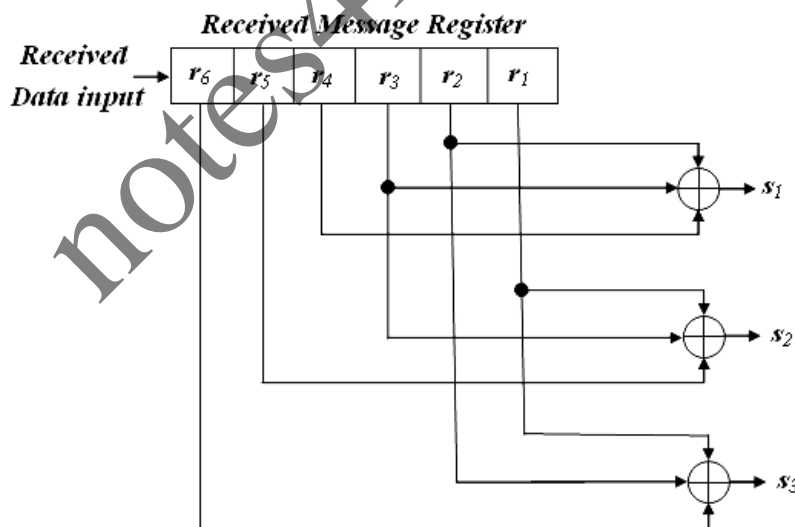 Received Message Register
Received
Data input
r6 r5 r4 r3 r2 r1
s1
s2
s3